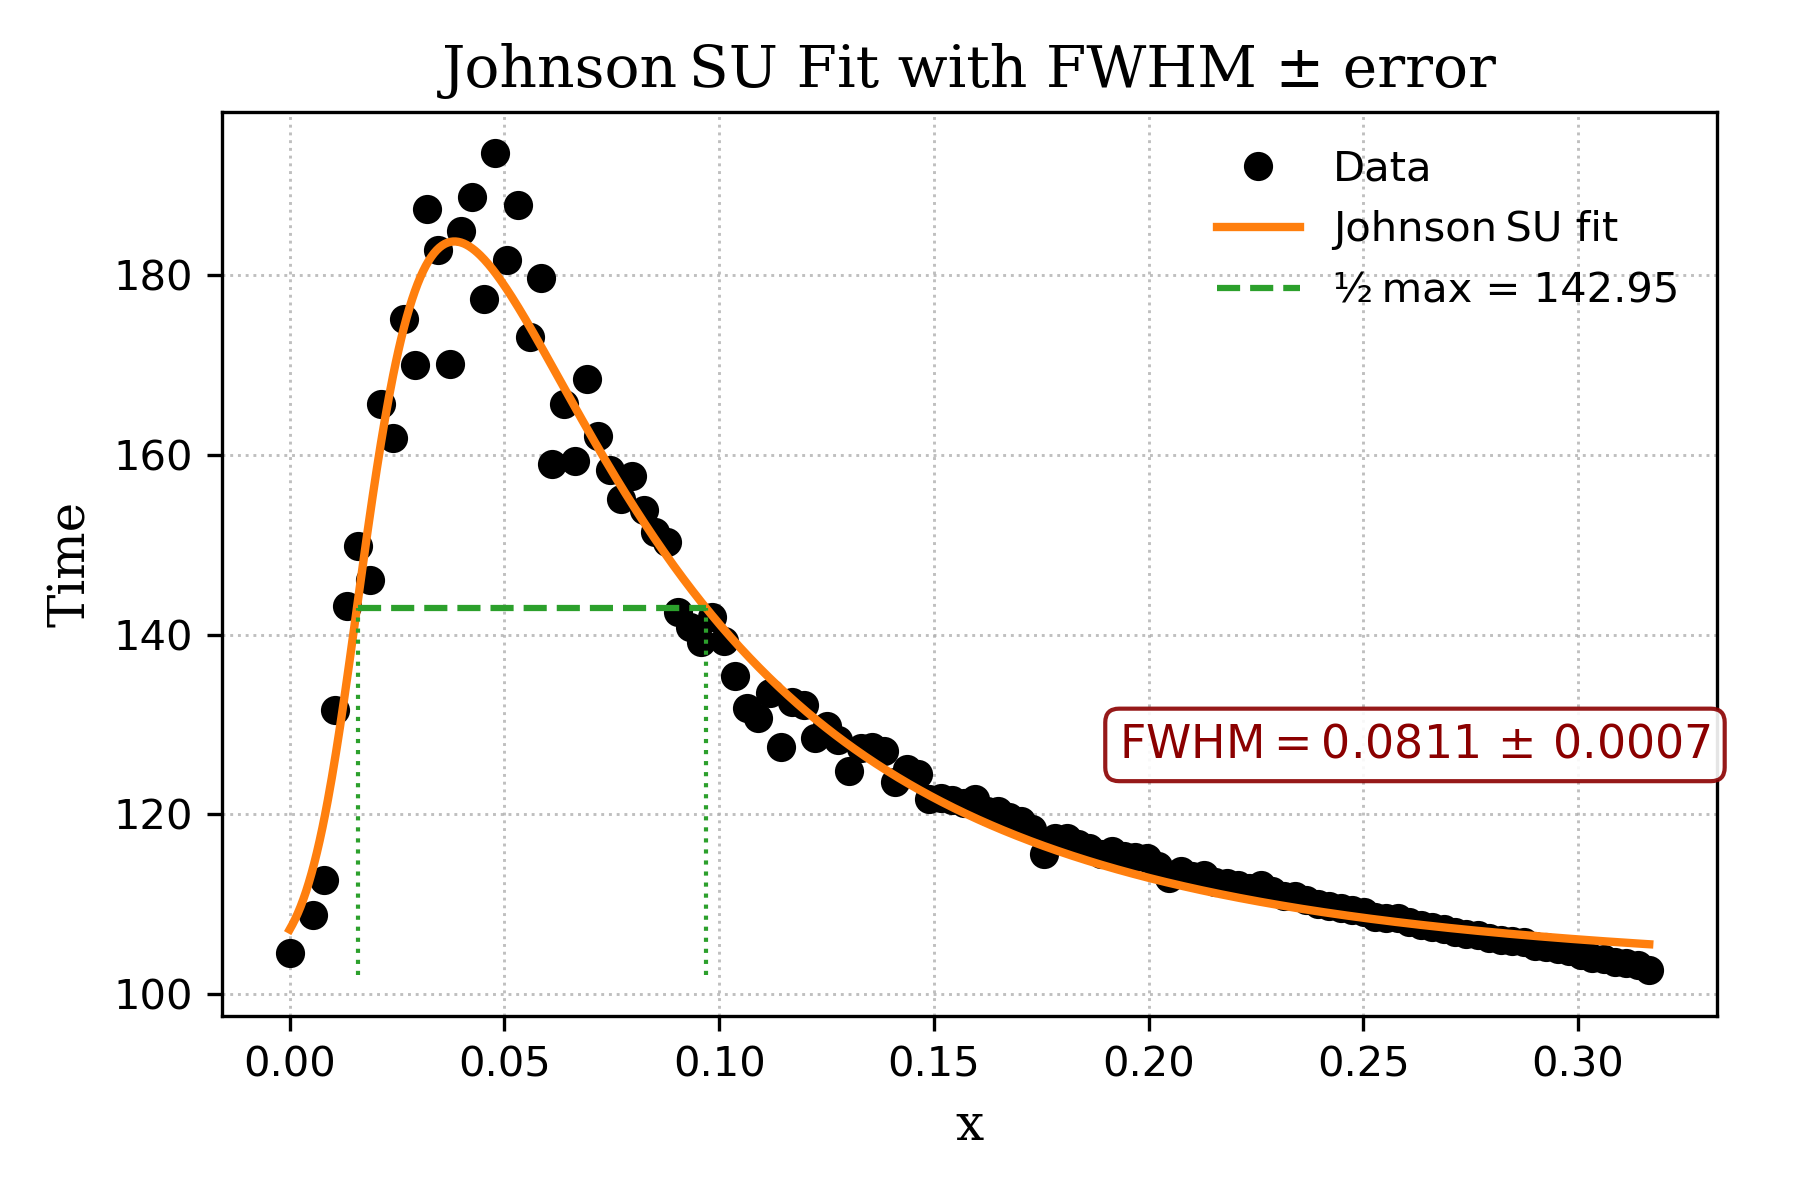 Johnson SU Fit with FWHM ± error
Data
Johnson SU fit
½ max = 142.95
180
160
140
120
100
Time
FWHM = 0.0811 ± 0.0007
0.00 0.05 0.10 0.15 0.20 0.25 0.30
x